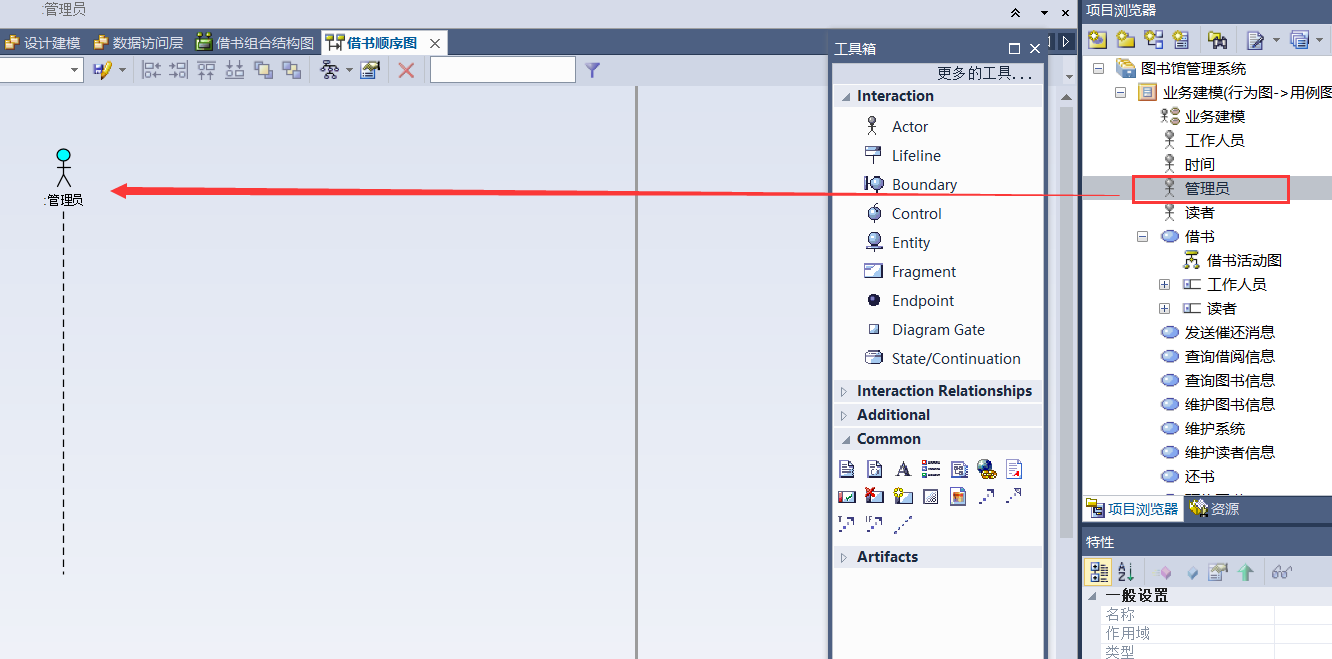 :管理员
设计建模
数据访问层
借书组合结构图
借书顺序图
:管理员
工具箱
更多的工具...
Interaction
Actor
Lifeline
Boundary
Control
Entity
Fragment
Endpoint
Diagram Gate
State/Continuation
Interaction Relationships
Additional
Common
Artifacts
项目浏览器
图书馆管理系统
业务建模(行为图->用例图
业务建模
工作人员
时间
管理员
读者
借书
借书活动图
工作人员
读者
发送催还消息
查询借阅信息
查询图书信息
维护图书信息
维护系统
维护读者信息
还书
项目浏览器
资源
特性
一般设置
名称
作用域
类型